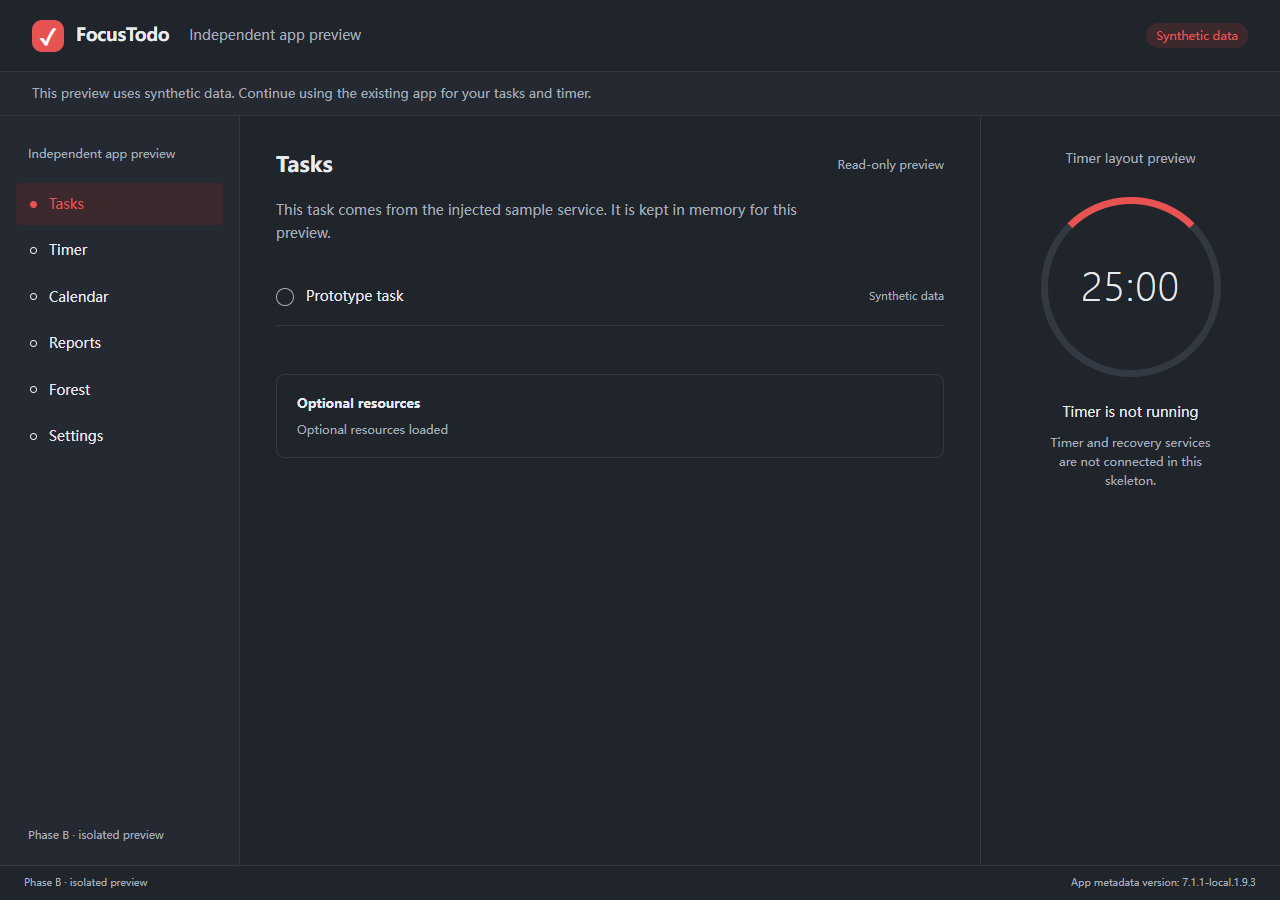 FocusTodo
Independent app preview
Synthetic data
This preview uses synthetic data. Continue using the existing app for your tasks and timer.
Independent app preview
Tasks
Timer
Calendar
Reports
Forest
Settings
Phase B · isolated preview
Tasks
Read-only preview
This task comes from the injected sample service. It is kept in memory for this
preview.
Prototype task
Synthetic data
Optional resources
Optional resources loaded
Timer layout preview
25:00
Timer is not running
Timer and recovery services
are not connected in this
skeleton.
Phase B · isolated preview
App metadata version: 7.1.1-local.1.9.3